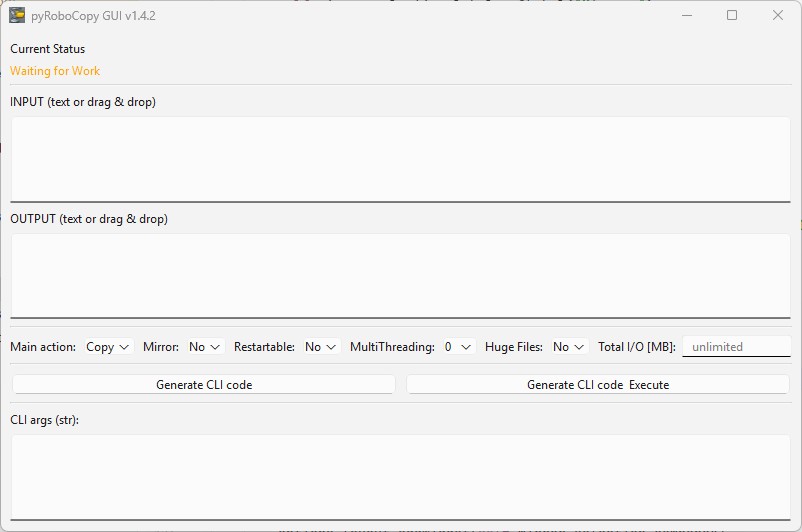 pyRoboCopy GUI v1.4.2
Current Status
Waiting for Work
INPUT (text or drag & drop)
OUTPUT (text or drag & drop)
Main action: Copy Mirror: No Restartable: No MultiThreading: 0 Huge Files: No Total I/O [MB]: unlimited
Generate CLI code Generate CLI code Execute
CLI args (str):